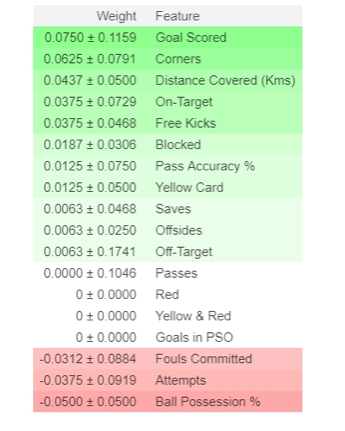 Weight Feature
0.0750 ± 0.1159 Goal Scored
0.0625 ± 0.0791 Corners
0.0437 ± 0.0500 Distance Covered (Kms)
0.0375 ± 0.0729 On-Target
0.0375 ± 0.0468 Free Kicks
0.0187 ± 0.0306 Blocked
0.0125 ± 0.0750 Pass Accuracy %
0.0125 ± 0.0500 Yellow Card
0.0063 ± 0.0468 Saves
0.0063 ± 0.0250 Offsides
0.0063 ± 0.1741 Off-Target
0.0000 ± 0.1046 Passes
0 ± 0.0000 Red
0 ± 0.0000 Yellow & Red
0 ± 0.0000 Goals in PSO
-0.0312 ± 0.0884 Fouls Committed
-0.0375 ± 0.0919 Attempts
-0.0500 ± 0.0500 Ball Possession %